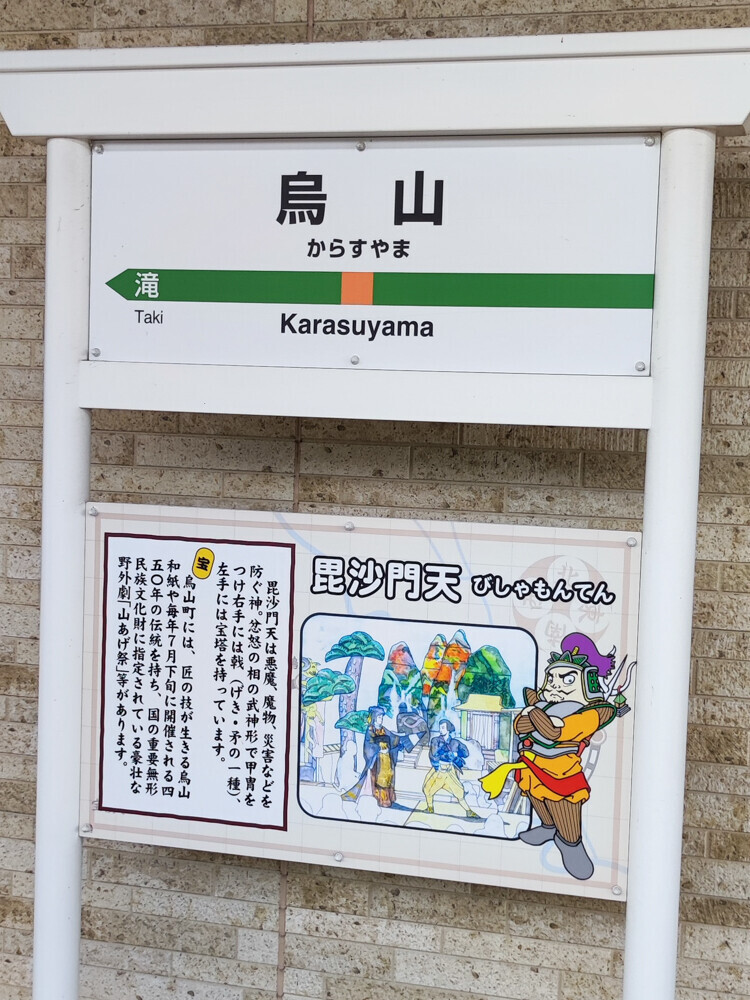 烏山
からすやま
滝
Taki
Karasuyama
毘沙門天 びしゃもんてん
毘沙門天は悪魔、魔物、災害などを
防ぐ神。忿怒の相の武神形で甲冑を
つけ右手には戟（げき・矛の一種）、
左手には宝塔を持っています。
宝
烏山町には、匠の技が生きる烏山
和紙や毎年7月下旬に開催される四
五〇年の伝統を持ち、国の重要無形
民族文化財に指定されている豪壮な
野外劇「山あげ祭」等があります。